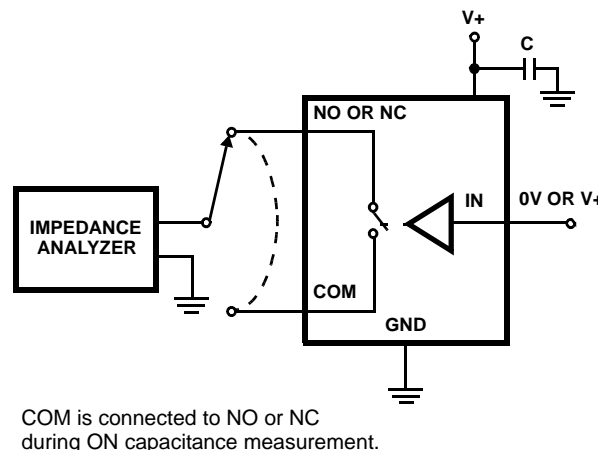 V+
C
NO OR NC
IMPEDANCE
ANALYZER
IN
0V OR V+
COM
GND
COM is connected to NO or NC
during ON capacitance measurement.